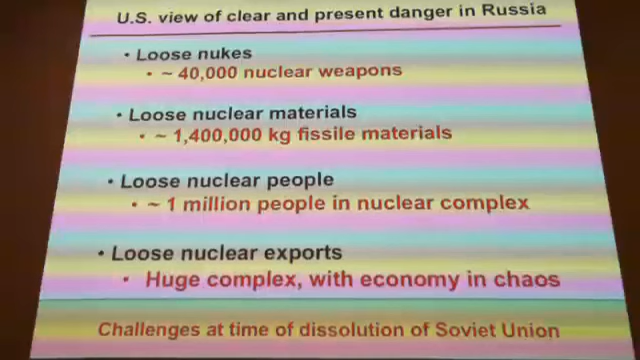 U.S. view of clear and present danger in Russia
• Loose nukes
• ~ 40,000 nuclear weapons
• Loose nuclear materials
• ~ 1,400,000 kg fissile materials
• Loose nuclear people
• ~ 1 million people in nuclear complex
• Loose nuclear exports
• Huge complex, with economy in chaos
Challenges at time of dissolution of Soviet Union